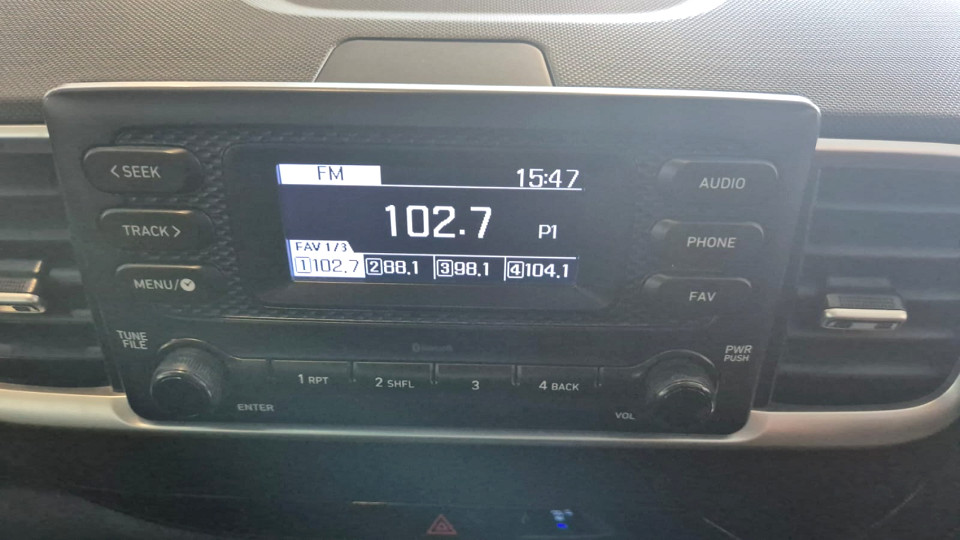 < SEEK
TRACK >
MENU/
FM
15:47
102.7
P1
FAV 1/3
1 102.7 2 88.1 3 98.1 4 104.1
AUDIO
PHONE
FAV
TUNE
FILE
ENTER
Bluetooth
1 RPT
2 SHFL
3
4 BACK
PWR
PUSH
VOL